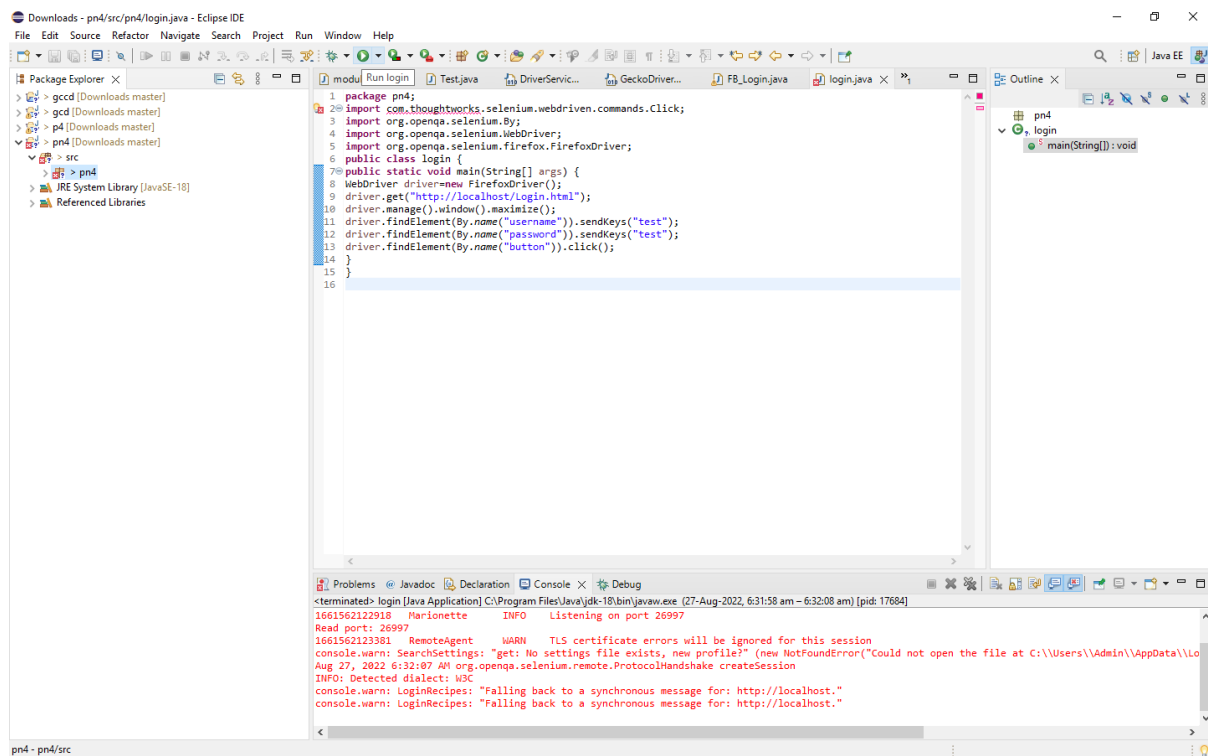 Downloads - pn4/src/pn4/login.java - Eclipse IDE
File Edit Source Refactor Navigate Search Project Run Window Help
Java EE
Package Explorer
> gccd [Downloads master]
> gcd [Downloads master]
> p4 [Downloads master]
> pn4 [Downloads master]
> src
> pn4
JRE System Library [JavaSE-18]
Referenced Libraries
modul
Run login
Test.java
DriverServic...
GeckoDriver...
FB_Login.java
login.java
»1
1 package pn4;
2 import com.thoughtworks.selenium.webdriven.commands.Click;
3 import org.openqa.selenium.By;
4 import org.openqa.selenium.WebDriver;
5 import org.openqa.selenium.firefox.FirefoxDriver;
6 public class login {
7 public static void main(String[] args) {
8 WebDriver driver=new FirefoxDriver();
9 driver.get("http://localhost/Login.html");
10 driver.manage().window().maximize();
11 driver.findElement(By.name("username")).sendKeys("test");
12 driver.findElement(By.name("password")).sendKeys("test");
13 driver.findElement(By.name("button")).click();
14 }
15 }
16
Outline
pn4
login
main(String[]) : void
Problems @ Javadoc Declaration Console Debug
<terminated> login [Java Application] C:\Program Files\Java\jdk-18\bin\javaw.exe (27-Aug-2022, 6:31:58 am – 6:32:08 am) [pid: 17684]
1661562122918 Marionette INFO Listening on port 26997
Read port: 26997
1661562123381 RemoteAgent WARN TLS certificate errors will be ignored for this session
console.warn: SearchSettings: "get: No settings file exists, new profile?" (new NotFoundError("Could not open the file at C:\\Users\\Admin\\AppData\\Lo
Aug 27, 2022 6:32:07 AM org.openqa.selenium.remote.ProtocolHandshake createSession
INFO: Detected dialect: W3C
console.warn: LoginRecipes: "Falling back to a synchronous message for: http://localhost."
console.warn: LoginRecipes: "Falling back to a synchronous message for: http://localhost."
pn4 - pn4/src